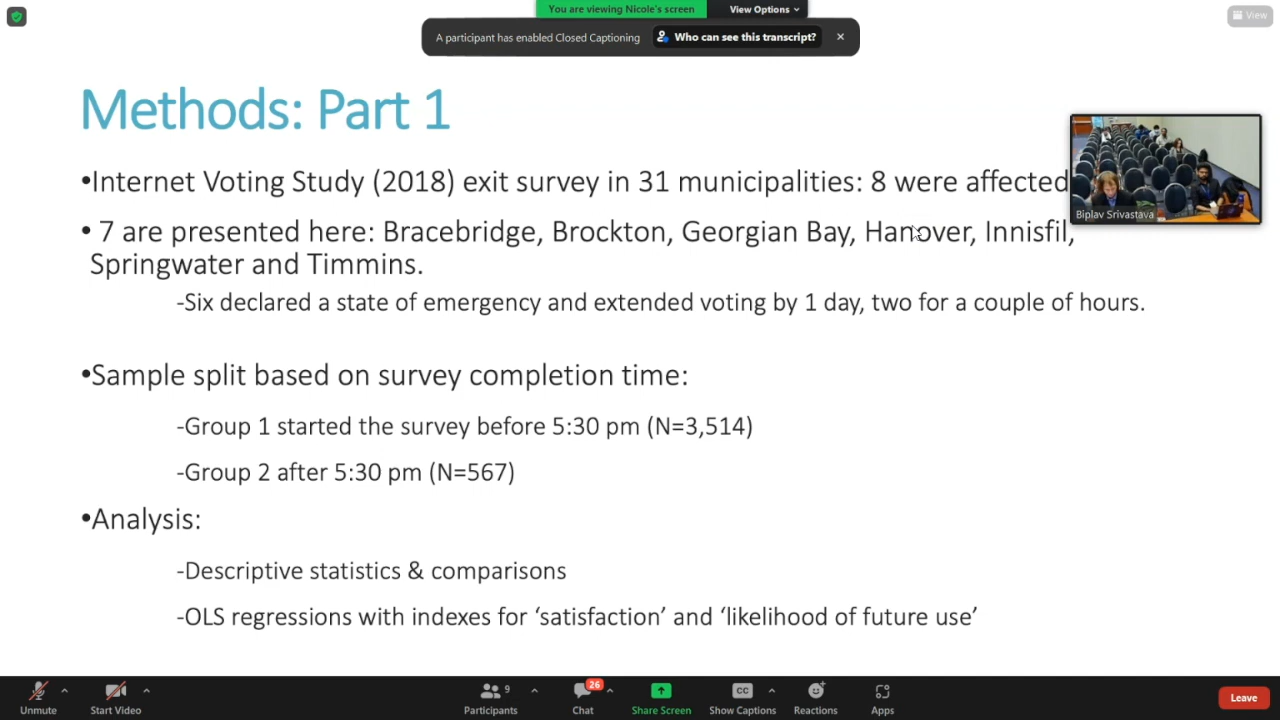 You are viewing Nicole's screen
View Options
View
A participant has enabled Closed Captioning
Who can see this transcript?
Methods: Part 1
•Internet Voting Study (2018) exit survey in 31 municipalities: 8 were affected
• 7 are presented here: Bracebridge, Brockton, Georgian Bay, Hanover, Innisfil,
Springwater and Timmins.
-Six declared a state of emergency and extended voting by 1 day, two for a couple of hours.
Biplav Srivastava
•Sample split based on survey completion time:
-Group 1 started the survey before 5:30 pm (N=3,514)
-Group 2 after 5:30 pm (N=567)
•Analysis:
-Descriptive statistics & comparisons
-OLS regressions with indexes for ‘satisfaction’ and ‘likelihood of future use’
9
26
CC
Unmute
Start Video
Participants
Chat
Share Screen
Show Captions
Reactions
Apps
Leave